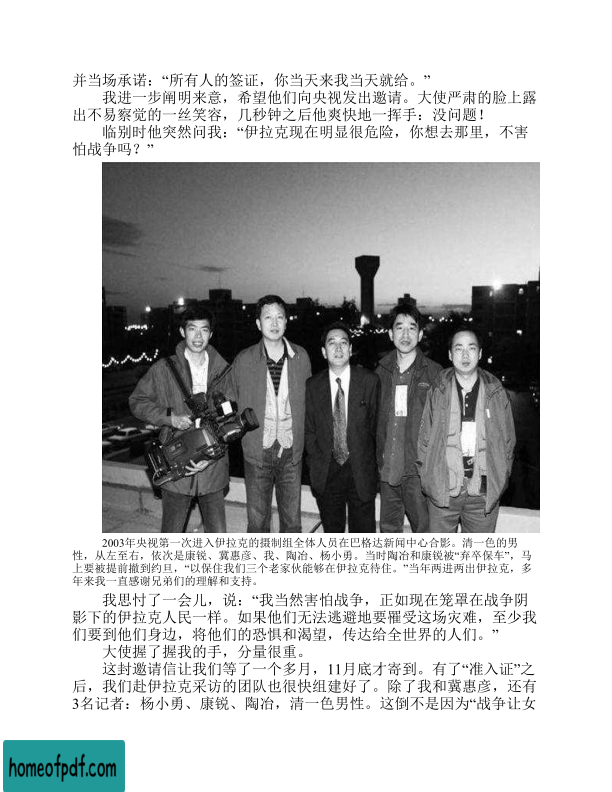 并当场承诺：“所有人的签证，你当天来我当天就给。”
我进一步阐明来意，希望他们向央视发出邀请。大使严肃的脸上露
出不易察觉的一丝笑容，几秒钟之后他爽快地一挥手：没问题！
临别时他突然问我：“伊拉克现在明显很危险，你想去那里，不害
怕战争吗？”
2003年央视第一次进入伊拉克的摄制组全体人员在巴格达新闻中心合影。清一色的男
性，从左至右，依次是康锐、冀惠彦、我、陶冶、杨小勇。当时陶冶和康锐被“弃卒保车”，马
上要被提前撤到约旦，“以保住我们三个老家伙能够在伊拉克待住。”当年两进两出伊拉克，多
年来我一直感谢兄弟们的理解和支持。
我思忖了一会儿，说：“我当然害怕战争，正如现在笼罩在战争阴
影下的伊拉克人民一样。如果他们无法逃避地要罹受这场灾难，至少我
们要到他们身边，将他们的恐惧和渴望，传达给全世界的人们。”
大使握了握我的手，分量很重。
这封邀请信让我们等了一个多月，11月底才寄到。有了“准入证”之
后，我们赴伊拉克采访的团队也很快组建好了。除了我和冀惠彦，还有
3名记者：杨小勇、康锐、陶冶，清一色男性。这倒不是因为“战争让女
homeofpdf.com